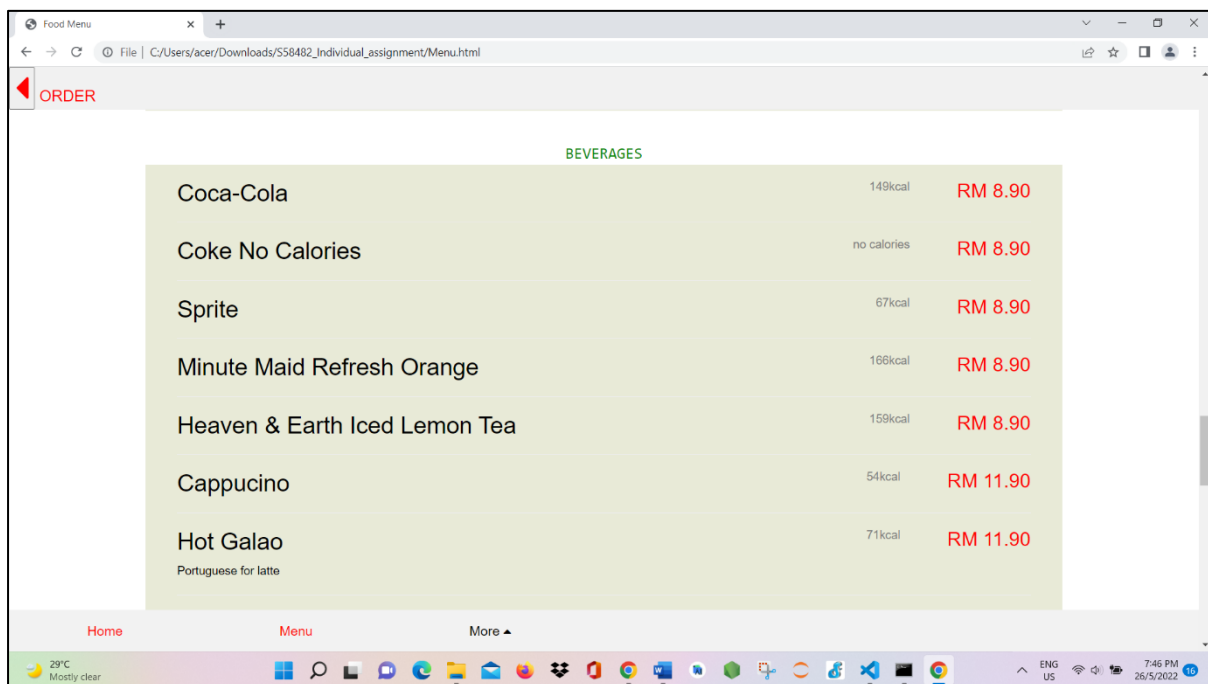 Food Menu
File | C:/Users/acer/Downloads/S58482_Individual_assignment/Menu.html
ORDER
BEVERAGES
Coca-Cola 149kcal RM 8.90
Coke No Calories no calories RM 8.90
Sprite 67kcal RM 8.90
Minute Maid Refresh Orange 166kcal RM 8.90
Heaven & Earth Iced Lemon Tea 159kcal RM 8.90
Cappucino 54kcal RM 11.90
Hot Galao 71kcal RM 11.90
Portuguese for latte
Home Menu More
29°C
Mostly clear
ENG
US
7:46 PM
26/5/2022
16